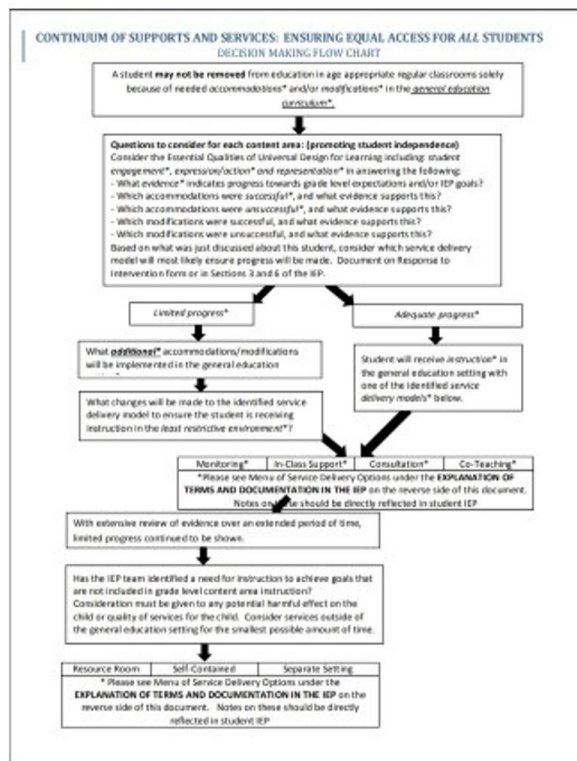 CONTINUUM OF SUPPORTS AND SERVICES: ENSURING EQUAL ACCESS FOR ALL STUDENTS
DECISION MAKING FLOW CHART
A student may not be removed from education in age appropriate regular classrooms solely
because of needed accommodations* and/or modifications* in the general education
curriculum*.
Questions to consider for each content area: (promoting student independence)
Consider the Essential Qualities of Universal Design for Learning including: student
engagement*, expression/action* and representation* in answering the following:
- What evidence* indicates progress towards grade level expectations and/or IEP goals?
- Which accommodations were successful*, and what evidence supports this?
- Which accommodations were unsuccessful*, and what evidence supports this?
- Which modifications were successful, and what evidence supports this?
- Which modifications were unsuccessful, and what evidence supports this?
Based on what was just discussed about this student, consider which service delivery
model will most likely ensure progress will be made. Document on Response to
Intervention form or in Sections 3 and 6 of the IEP.
Limited progress*
Adequate progress*
What additional* accommodations/modifications
will be implemented in the general education
Student will receive instruction* in
the general education setting with
one of the identified service
delivery models* below.
What changes will be made to the identified service
delivery model to ensure the student is receiving
instruction in the least restrictive environment*?
Monitoring* In-Class Support* Consultation* Co-Teaching*
*Please see Menu of Service Delivery Options under the EXPLANATION OF
TERMS AND DOCUMENTATION IN THE IEP on the reverse side of this document.
Notes on these should be directly reflected in student IEP
With extensive review of evidence over an extended period of time,
limited progress continued to be shown.
Has the IEP team identified a need for instruction to achieve goals that
are not included in grade level content area instruction?
Consideration must be given to any potential harmful effect on the
child or quality of services for the child. Consider services outside of
the general education setting for the smallest possible amount of time.
Resource Room Self-Contained Separate Setting
* Please see Menu of Service Delivery Options under the
EXPLANATION OF TERMS AND DOCUMENTATION IN THE IEP on the
reverse side of this document. Notes on these should be directly
reflected in student IEP